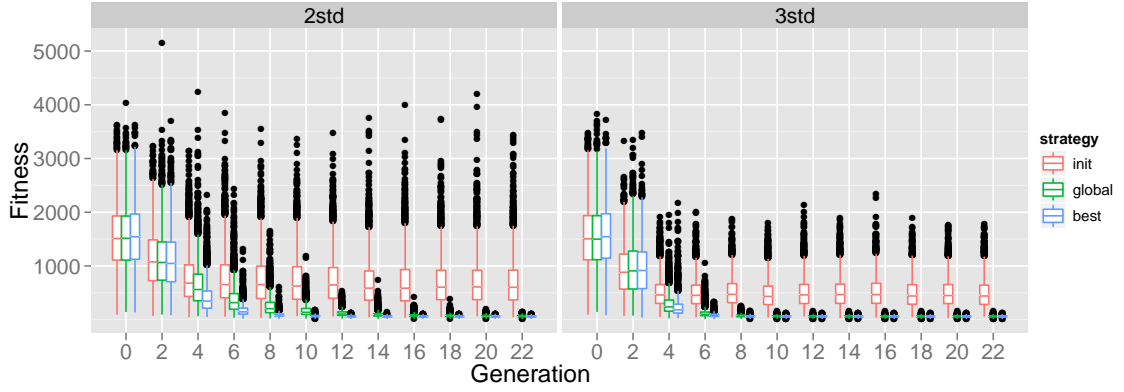 2std 3std
5000
4000
3000
2000
1000
Fitness
0 2 4 6 8 10 12 14 16 18 20 22 0 2 4 6 8 10 12 14 16 18 20 22
Generation
strategy
init
global
best